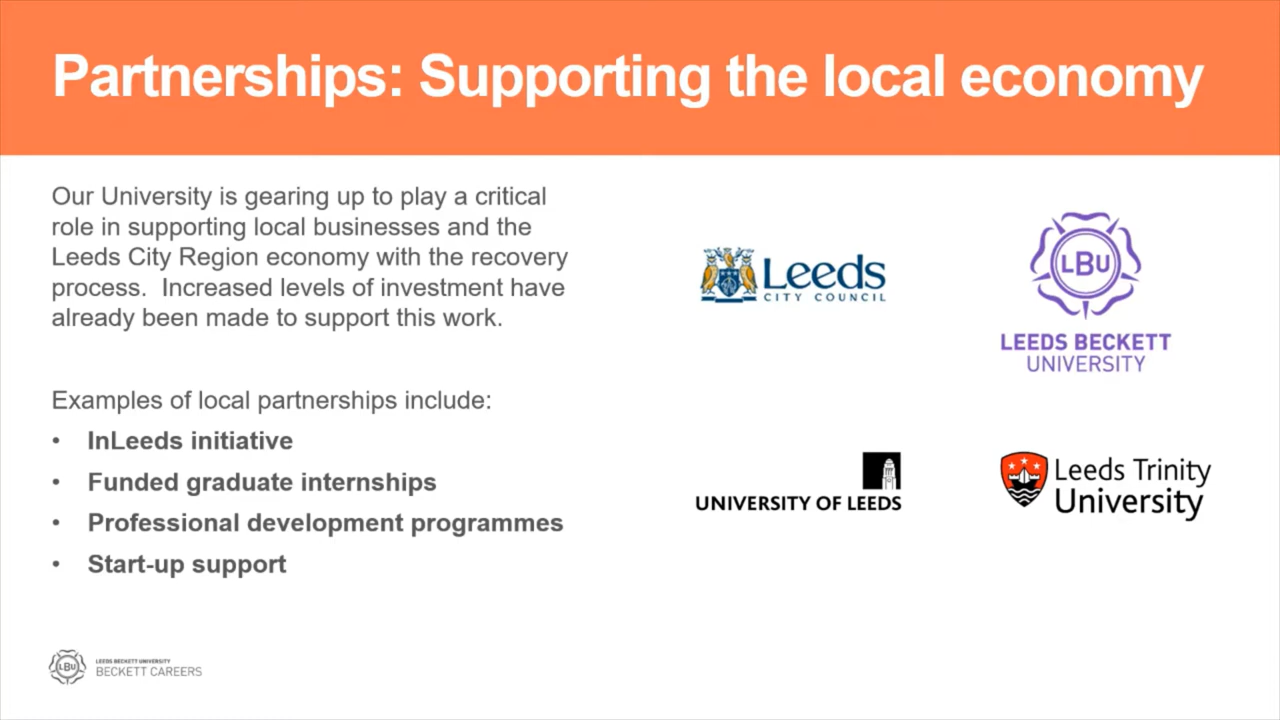 Partnerships: Supporting the local economy
Our University is gearing up to play a critical
role in supporting local businesses and the
Leeds City Region economy with the recovery
process.  Increased levels of investment have
already been made to support this work.
Examples of local partnerships include:
• InLeeds initiative
• Funded graduate internships
• Professional development programmes
• Start-up support
Leeds
CITY COUNCIL
LBU
LEEDS BECKETT
UNIVERSITY
UNIVERSITY OF LEEDS
Leeds Trinity
University
LBU
LEEDS BECKETT UNIVERSITY
BECKETT CAREERS